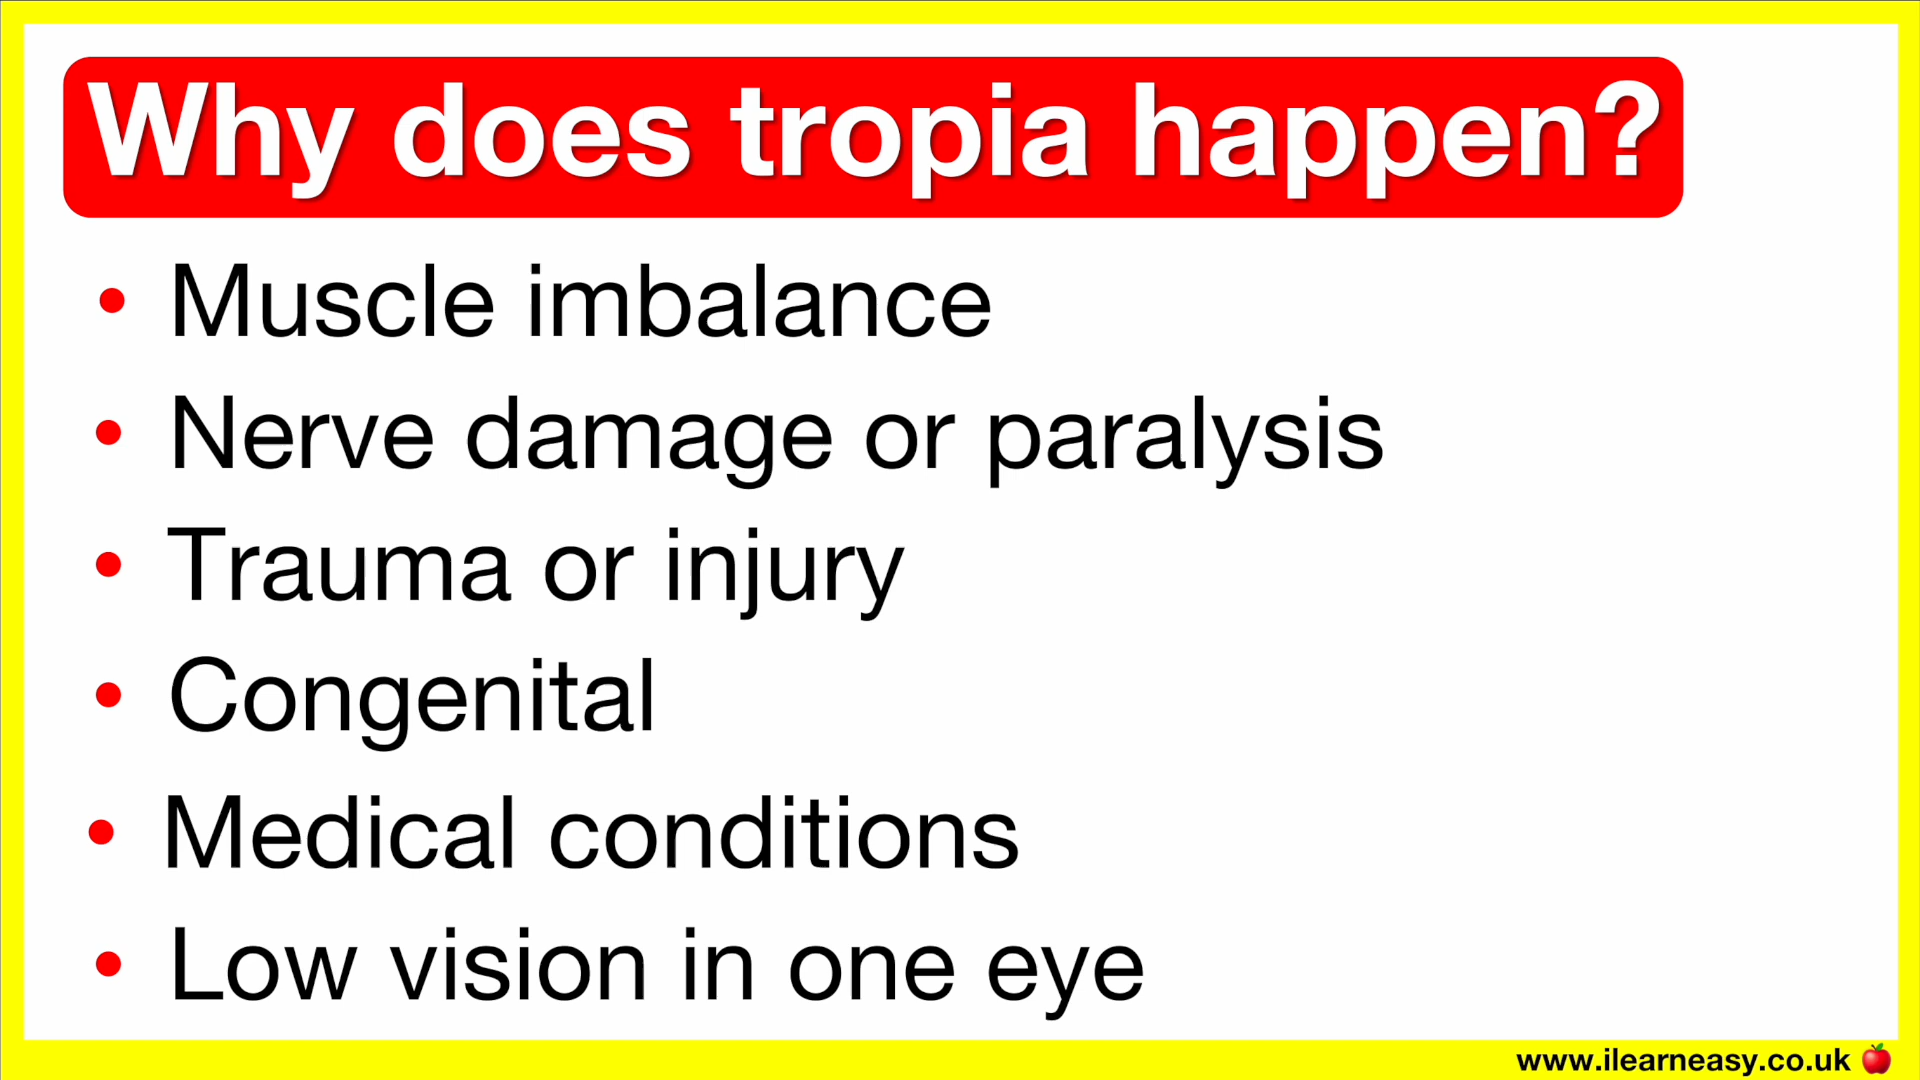 Why does tropia happen?
• Muscle imbalance
• Nerve damage or paralysis
• Trauma or injury
• Congenital
• Medical conditions
• Low vision in one eye
www.ilearneasy.co.uk